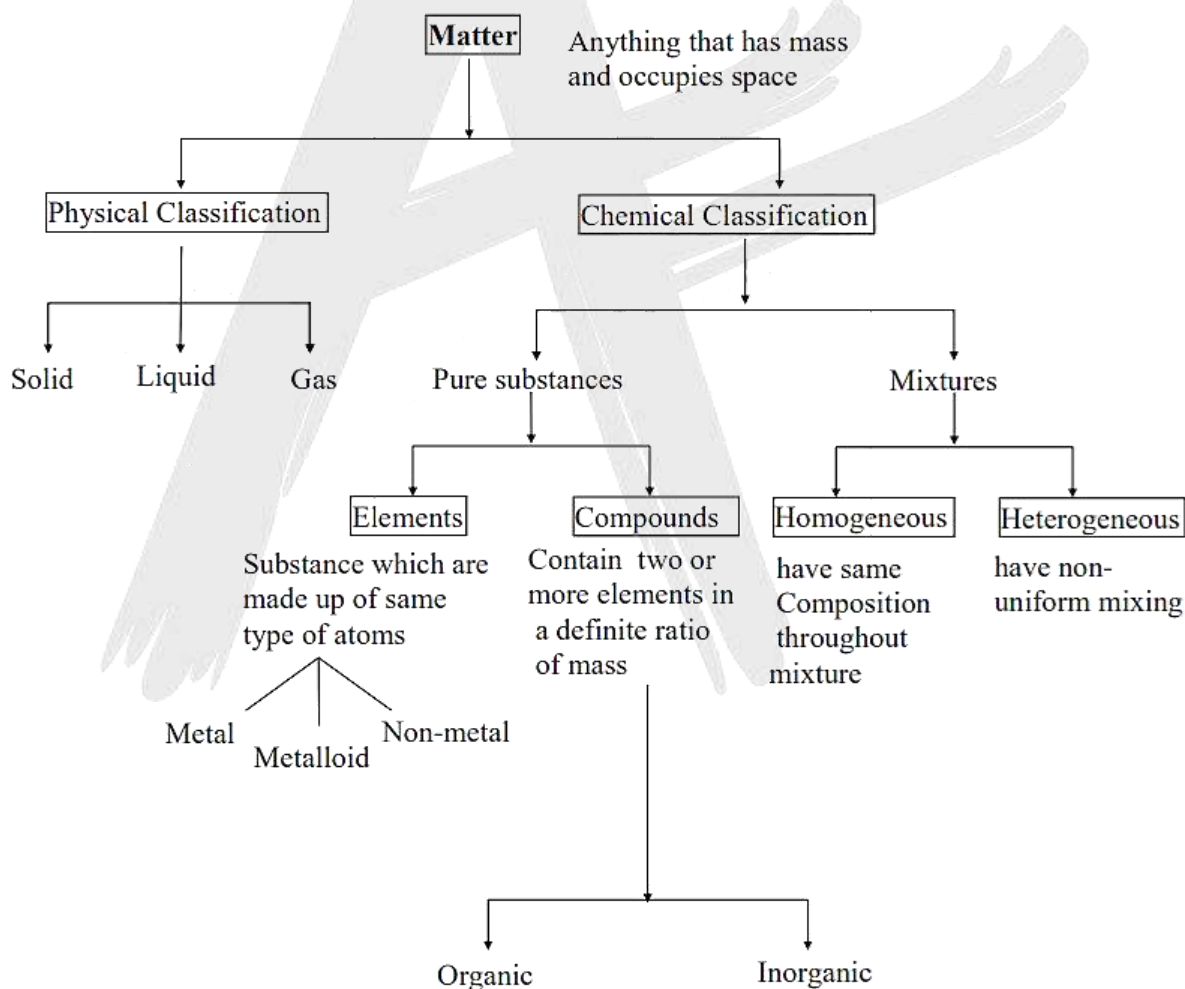 Matter
Anything that has mass
and occupies space
Physical Classification
Chemical Classification
Solid
Liquid
Gas
Pure substances
Mixtures
Elements
Substance which are
made up of same
type of atoms
Metal
Metalloid
Non-metal
Compounds
Contain two or
more elements in
a definite ratio
of mass
Homogeneous
have same
Composition
throughout
mixture
Heterogeneous
have non-
uniform mixing
Organic
Inorganic